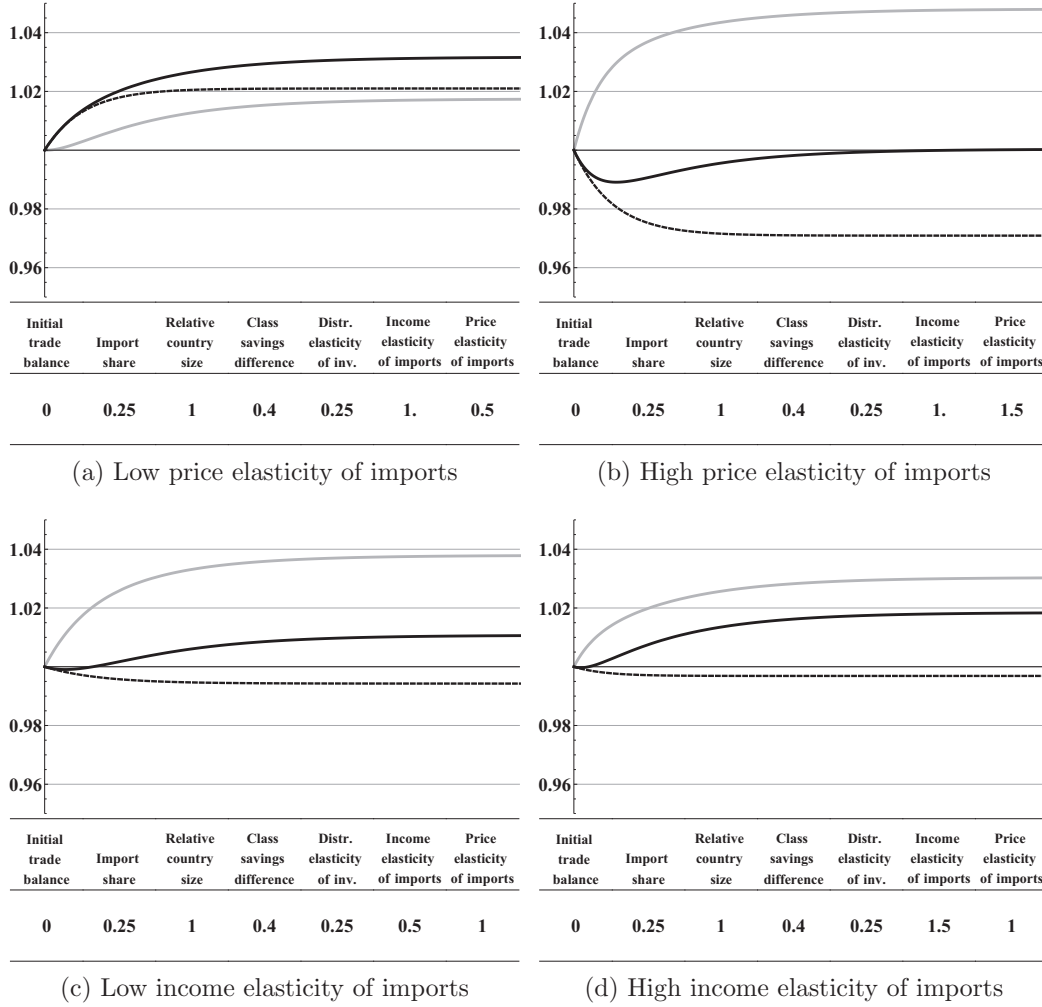 1.04
1.02
0.98
0.96
Initial trade balance Import share Relative country size Class savings difference Distr. elasticity of inv. Income elasticity of imports Price elasticity of imports
0 0.25 1 0.4 0.25 1. 0.5
(a) Low price elasticity of imports
1.04
1.02
0.98
0.96
Initial trade balance Import share Relative country size Class savings difference Distr. elasticity of inv. Income elasticity of imports Price elasticity of imports
0 0.25 1 0.4 0.25 1. 1.5
(b) High price elasticity of imports
1.04
1.02
0.98
0.96
Initial trade balance Import share Relative country size Class savings difference Distr. elasticity of inv. Income elasticity of imports Price elasticity of imports
0 0.25 1 0.4 0.25 0.5 1
(c) Low income elasticity of imports
1.04
1.02
0.98
0.96
Initial trade balance Import share Relative country size Class savings difference Distr. elasticity of inv. Income elasticity of imports Price elasticity of imports
0 0.25 1 0.4 0.25 1.5 1
(d) High income elasticity of imports